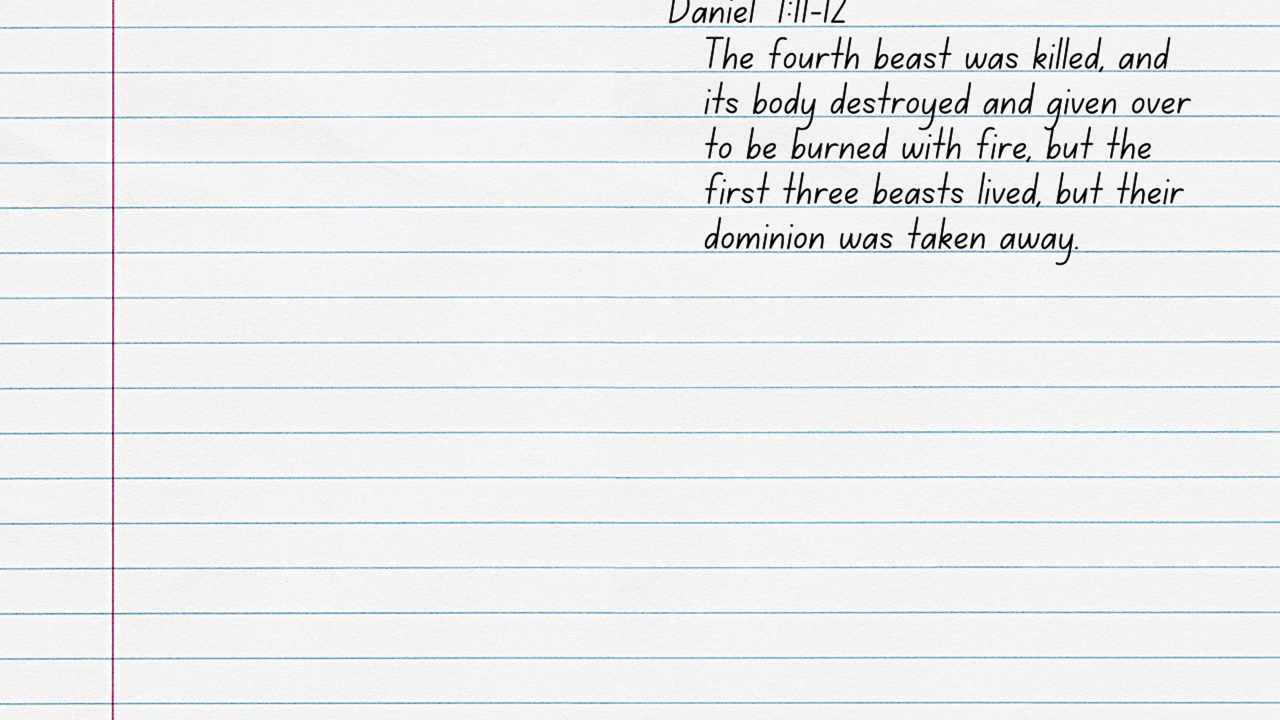 Daniel 7:11-12
The fourth beast was killed, and
its body destroyed and given over
to be burned with fire, but the
first three beasts lived, but their
dominion was taken away.